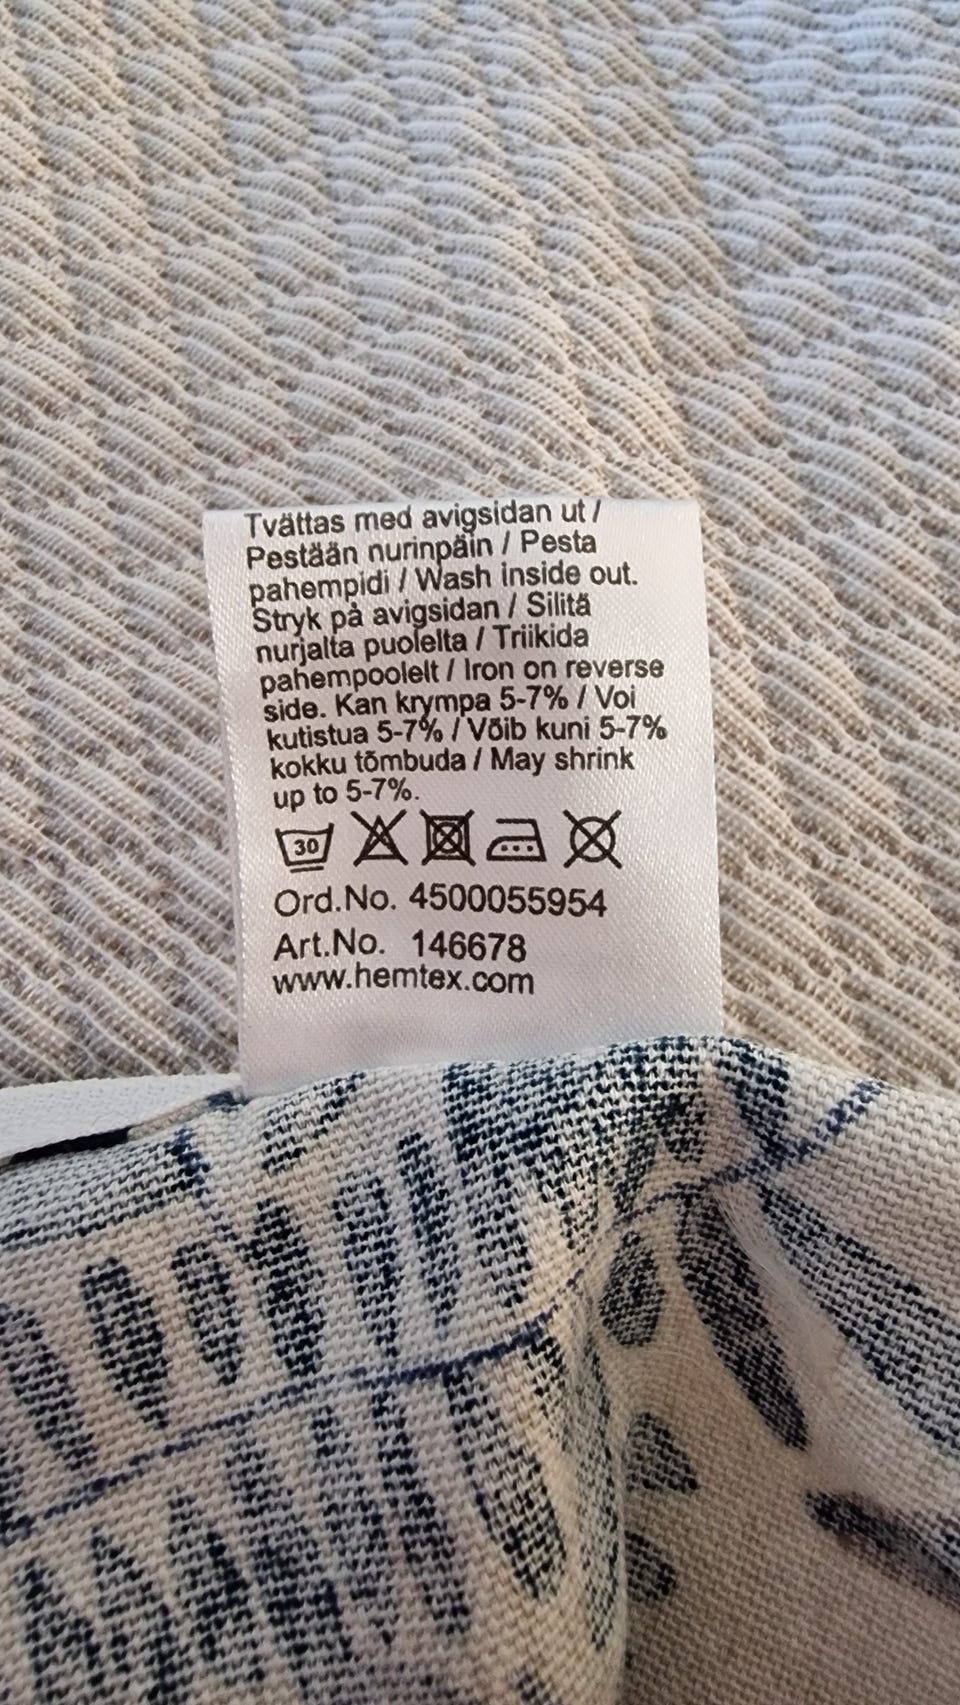 Tvättas med avigsidan ut /
Pestään nurinpäin / Pesta
pahempidi / Wash inside out.
Stryk på avigsidan / Silitä
nurjalta puolelta / Triikida
pahempoolelt / Iron on reverse
side. Kan krympa 5-7% / Voi
kutistua 5-7% / Võib kuni 5-7%
kokku tõmbuda / May shrink
up to 5-7%.
30
Ord.No. 4500055954
Art.No. 146678
www.hemtex.com